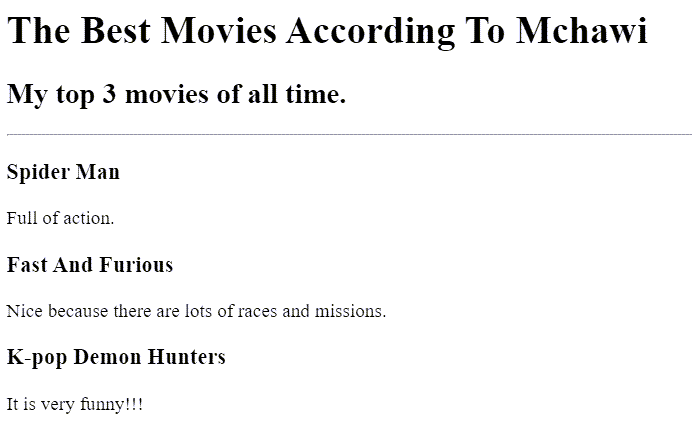 The Best Movies According To Mchawi
My top 3 movies of all time.
Spider Man
Full of action.
Fast And Furious
Nice because there are lots of races and missions.
K-pop Demon Hunters
It is very funny!!!